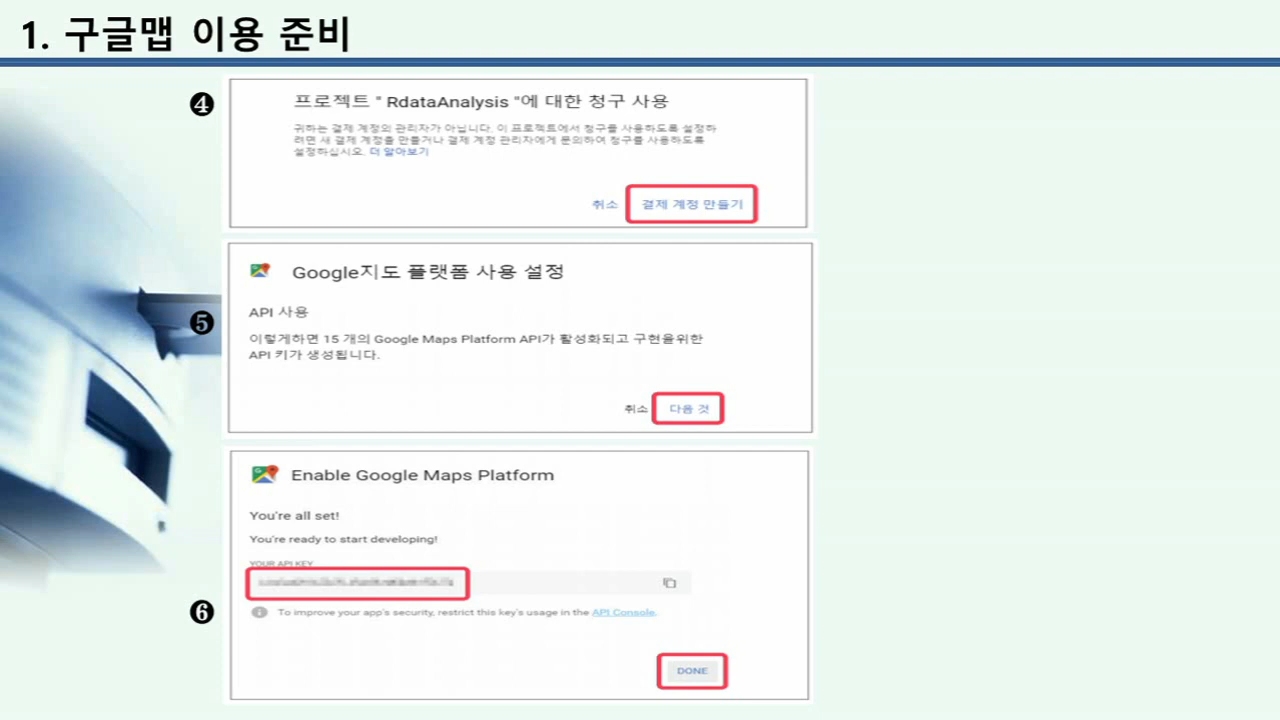 1. 구글맵 이용 준비
❹
프로젝트 " RdataAnalysis "에 대한 청구 사용
귀하는 결제 계정의 관리자가 아닙니다. 이 프로젝트에서 청구를 사용하도록 설정하
려면 새 결제 계정을 만들거나 결제 계정 관리자에게 문의하여 청구를 사용하도록
설정하십시오. 더 알아보기
취소 결제 계정 만들기
❺
Google지도 플랫폼 사용 설정
API 사용
이렇게하면 15 개의 Google Maps Platform API가 활성화되고 구현을위한
API 키가 생성됩니다.
취소 다음 것
❻
Enable Google Maps Platform
You're all set!
You're ready to start developing!
YOUR API KEY
To improve your app's security, restrict this key's usage in the API Console.
DONE